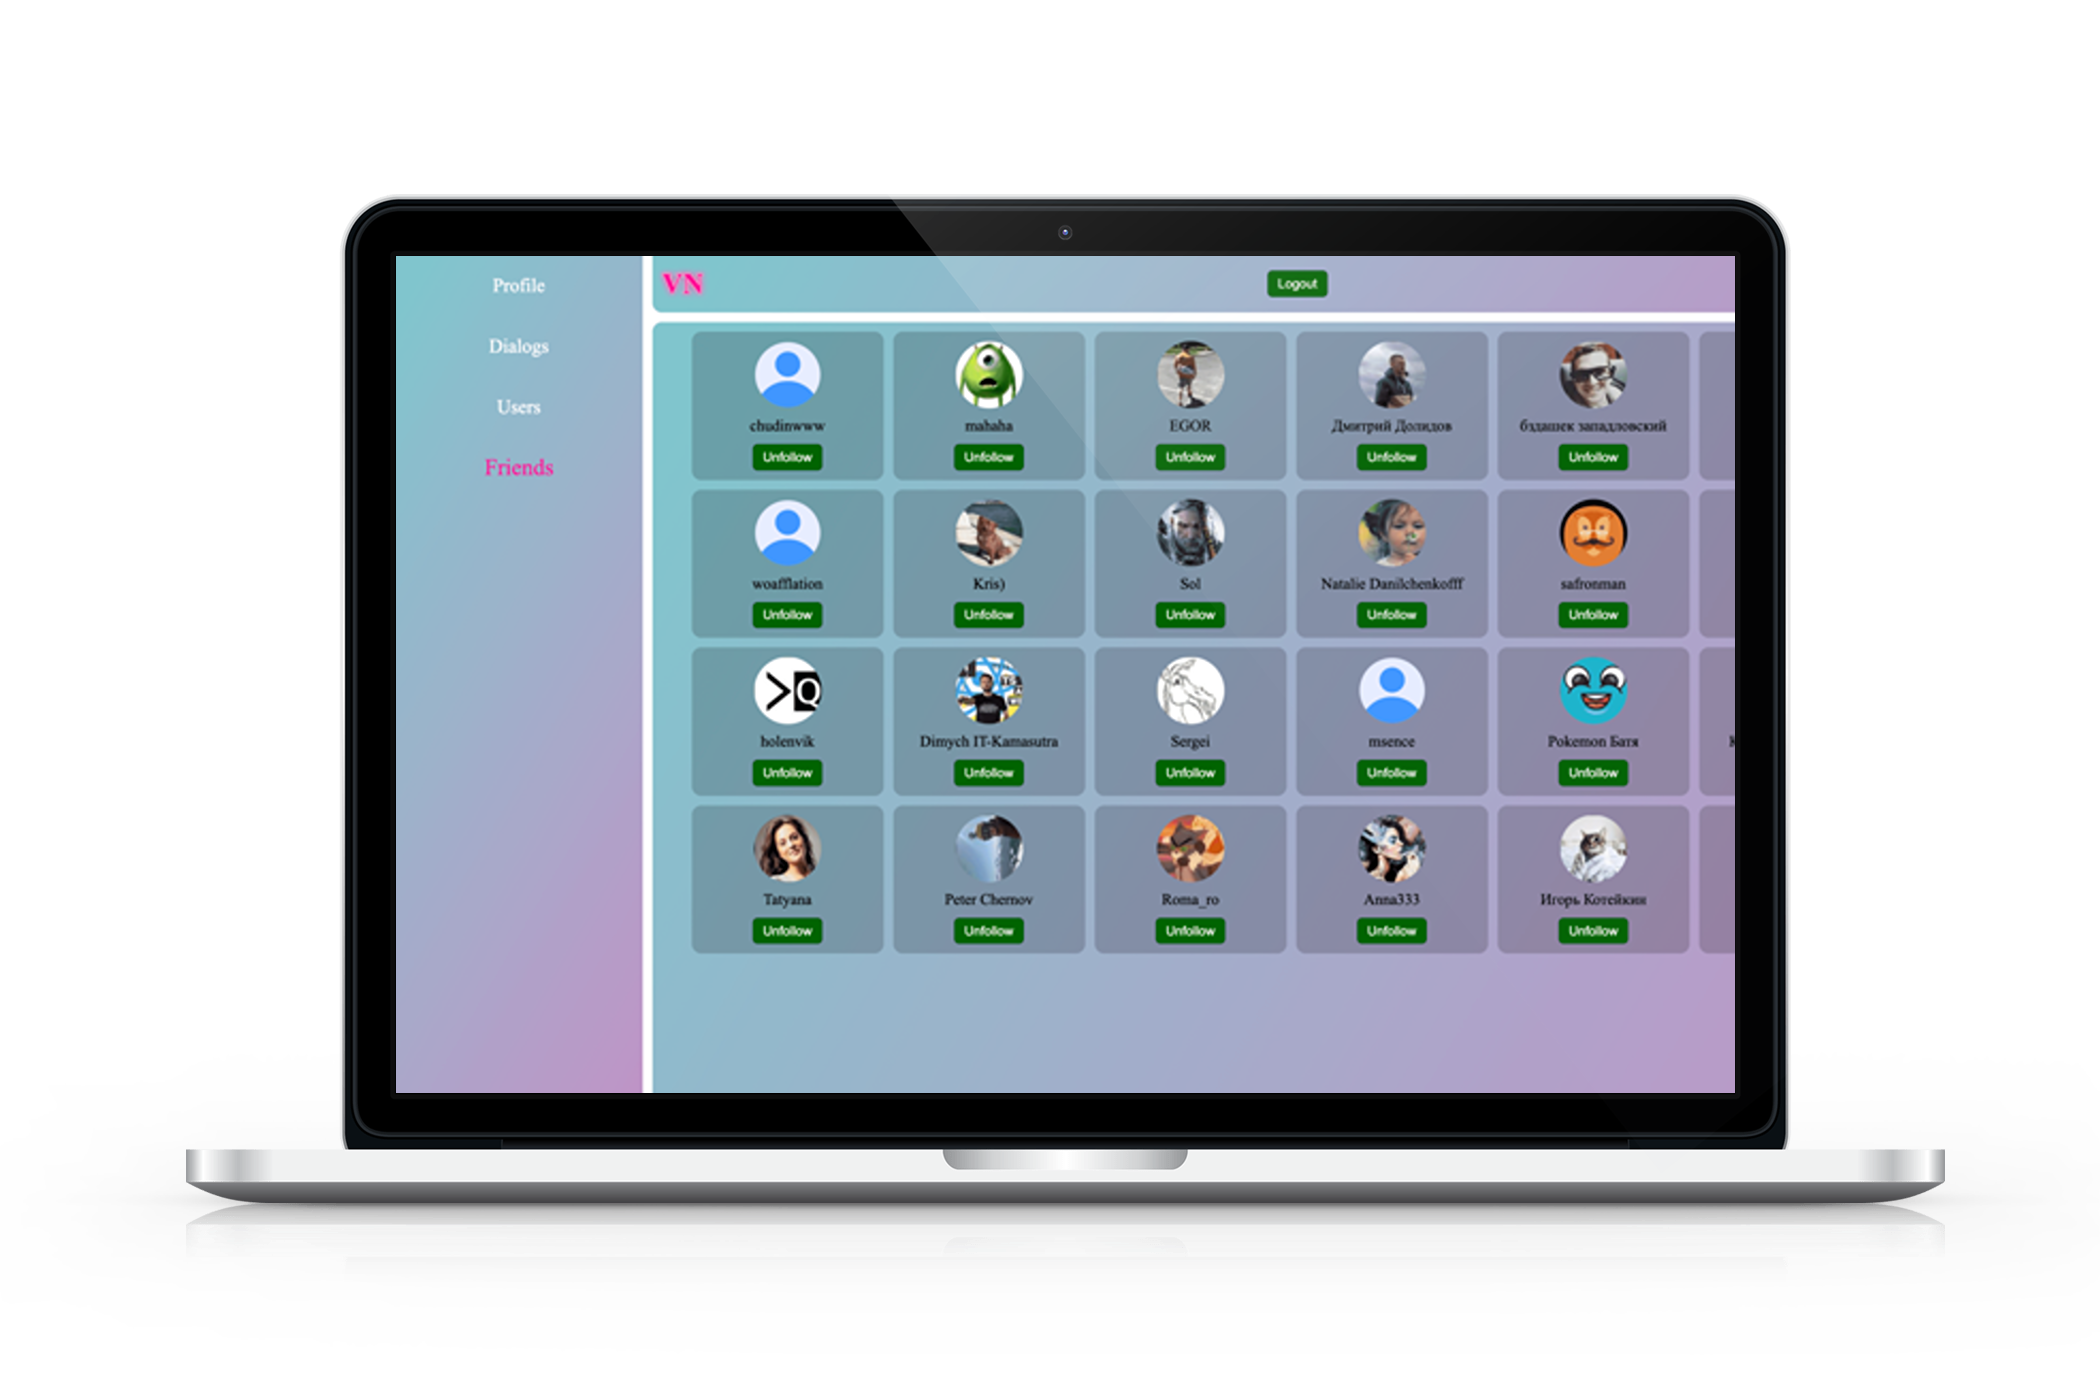 Profile
Dialogs
Users
Friends
VN
Logout
chudinwww
mahaha
EGOR
Дмитрий Долидов
бздашек западловский
Unfollow
Unfollow
Unfollow
Unfollow
Unfollow
woafflation
Kris)
Sol
Natalie Danilchenkofff
safronman
Unfollow
Unfollow
Unfollow
Unfollow
Unfollow
>Q
holenvik
Dimych IT-Kamasutra
Sergei
msence
Pokemon Батя
Unfollow
Unfollow
Unfollow
Unfollow
Unfollow
Tatyana
Peter Chernov
Roma_ro
Anna333
Игорь Котейкин
Unfollow
Unfollow
Unfollow
Unfollow
Unfollow